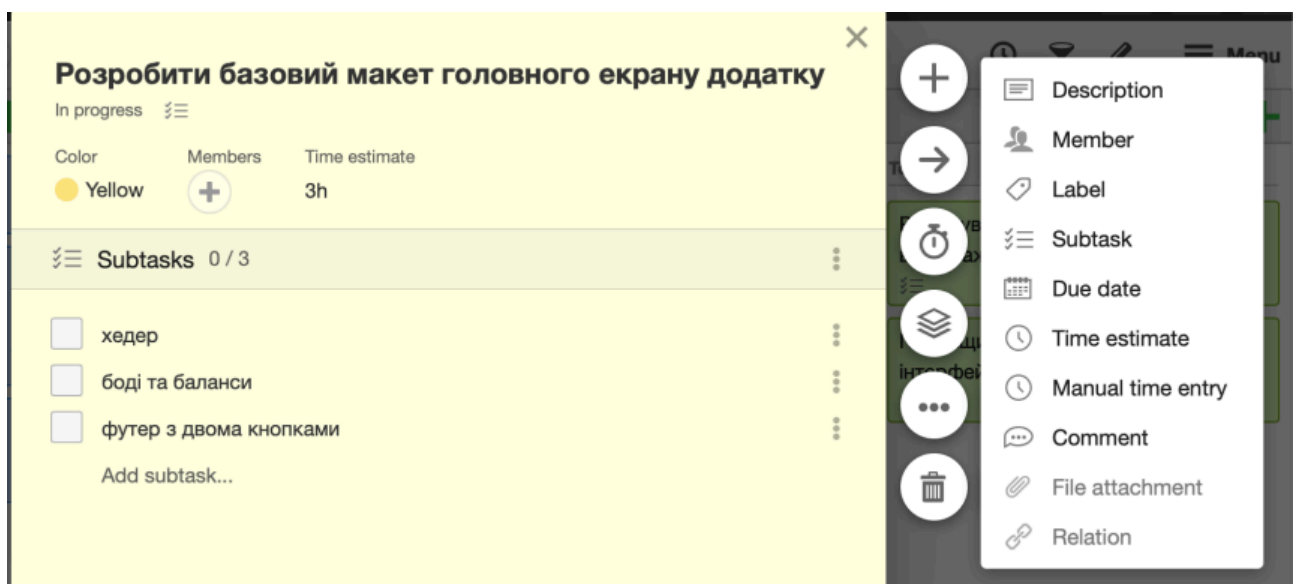 Розробити базовий макет головного екрану додатку
In progress
Color Members Time estimate
Yellow 3h
Subtasks 0 / 3
хедер
боді та баланси
футер з двома кнопками
Add subtask...
Menu
Description
Member
Label
Subtask
Due date
Time estimate
Manual time entry
Comment
File attachment
Relation